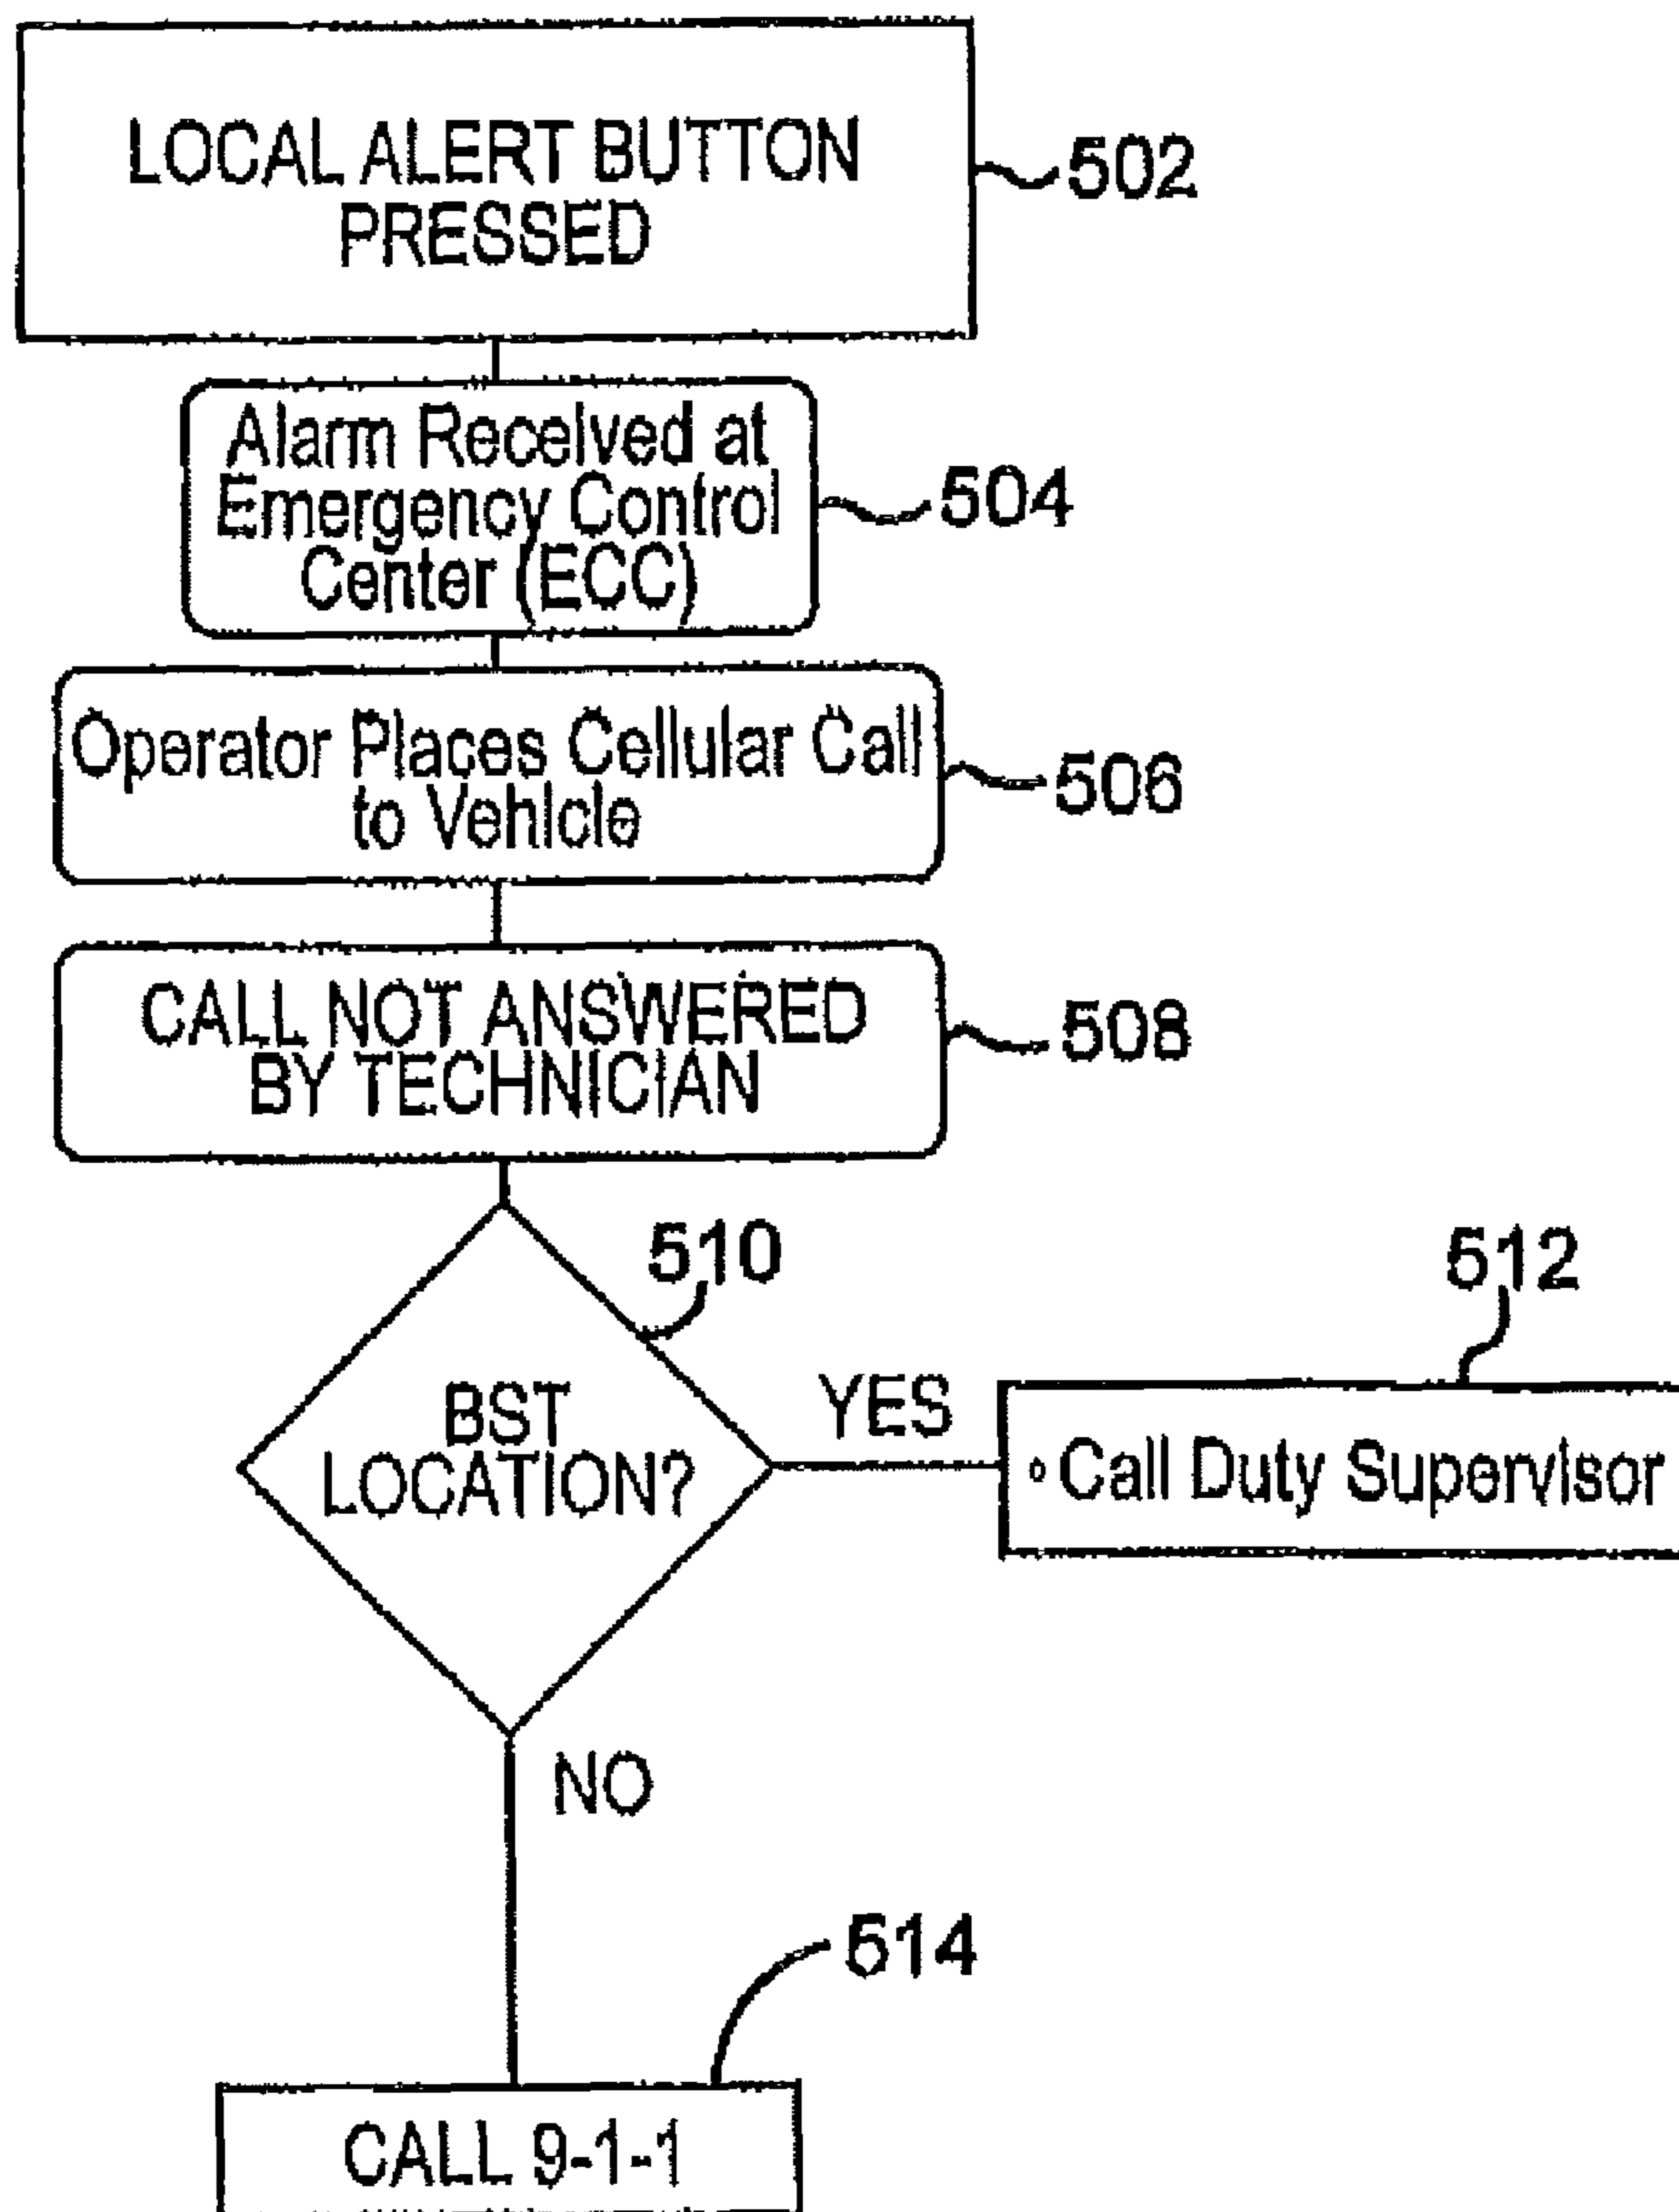 LOCAL ALERT BUTTON
PRESSED
502
Alarm Received at
Emergency Control
Center (ECC)
504
Operator Places Cellular Call
to Vehicle
506
CALL NOT ANSWERED
BY TECHNICIAN
508
510
512
BST
LOCATION?
YES
Call Duty Supervisor
NO
514
CALL 9-1-1